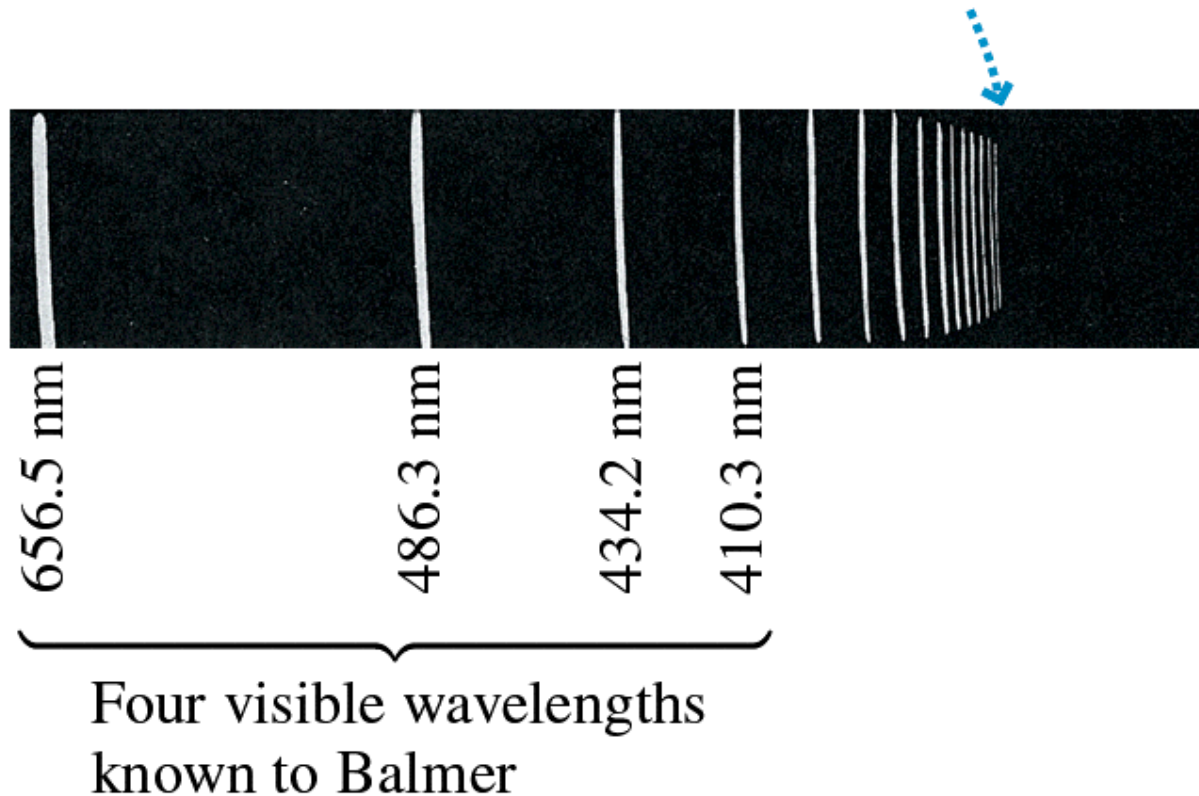 656.5 nm
486.3 nm
434.2 nm
410.3 nm
Four visible wavelengths
known to Balmer